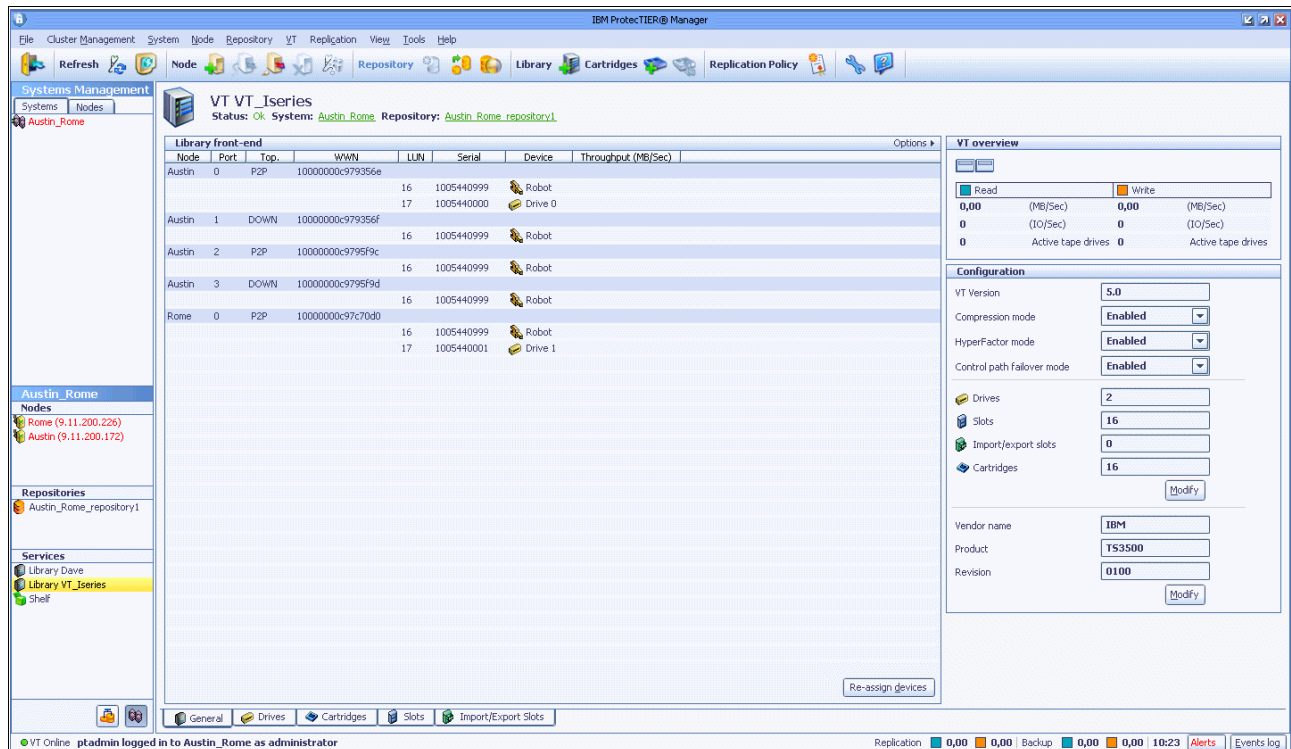 IBM ProtecTIER® Manager
File Cluster Management System Node Repository VT Replication View Tools Help
Refresh Node Repository Library Cartridges Replication Policy
Systems Management
Systems Nodes
Austin_Rome
VT VT_Iseries
Status: Ok System: Austin_Rome Repository: Austin_Rome_repository1
Library front-end Options
Node Port Top. WWN LUN Serial Device Throughput (MB/Sec)
Austin 0 P2P 10000000c979356e
16 1005440999 Robot
17 1005440000 Drive 0
Austin 1 DOWN 10000000c979356f
16 1005440999 Robot
Austin 2 P2P 10000000c9795f9c
16 1005440999 Robot
Austin 3 DOWN 10000000c9795f9d
16 1005440999 Robot
Rome 0 P2P 10000000c97c70d0
16 1005440999 Robot
17 1005440001 Drive 1
Re-assign devices
VT overview
Read Write
0,00 (MB/Sec) 0,00 (MB/Sec)
0 (IO/Sec) 0 (IO/Sec)
0 Active tape drives 0 Active tape drives
Configuration
VT Version 5.0
Compression mode Enabled
HyperFactor mode Enabled
Control path failover mode Enabled
Drives 2
Slots 16
Import/export slots 0
Cartridges 16
Modify
Vendor name IBM
Product TS3500
Revision 0100
Modify
Austin_Rome
Nodes
Rome (9.11.200.226)
Austin (9.11.200.172)
Repositories
Austin_Rome_repository1
Services
Library Dave
Library VT_Iseries
Shelf
General Drives Cartridges Slots Import/Export Slots
VT Online ptadmin logged in to Austin_Rome as administrator Replication 0,00 0,00 Backup 0,00 0,00 10:23 Alerts Events log